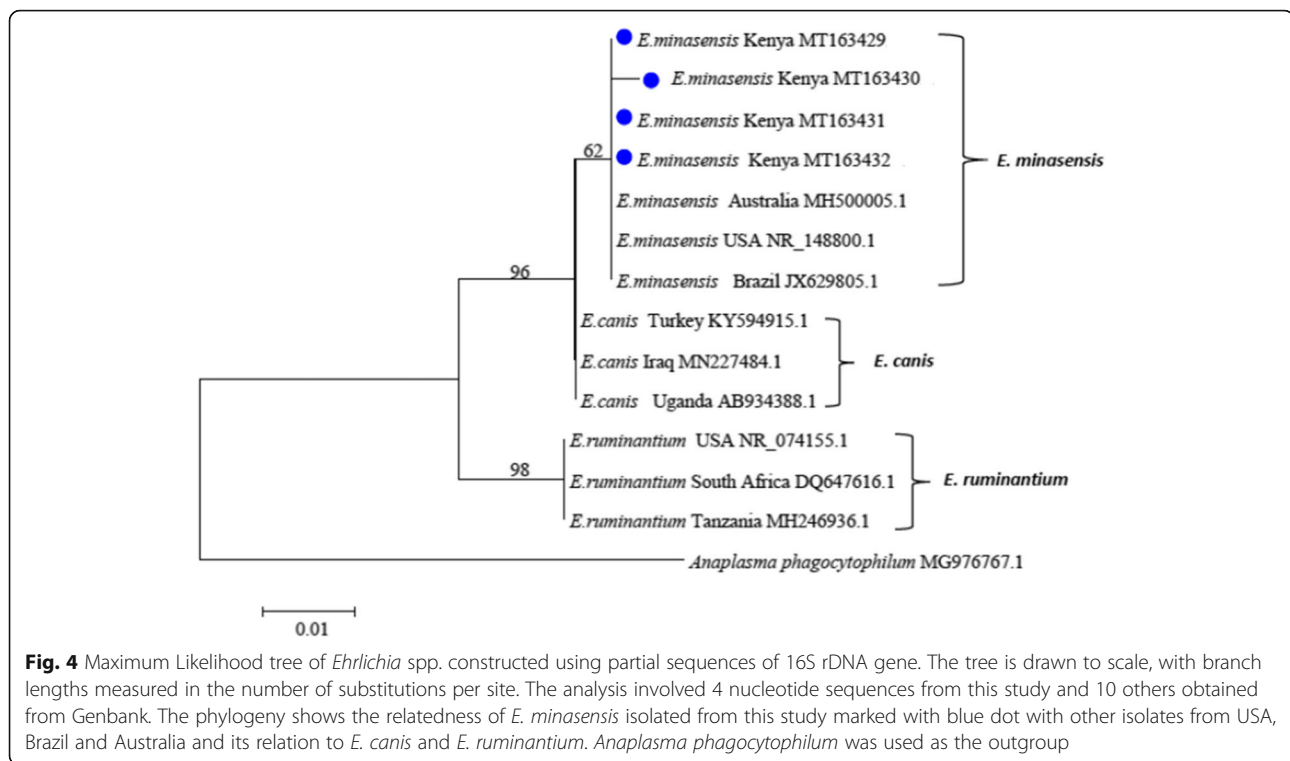 E.minasensis Kenya MT163429
E.minasensis Kenya MT163430
E.minasensis Kenya MT163431
62
E.minasensis Kenya MT163432
E. minasensis
E.minasensis Australia MH500005.1
E.minasensis USA NR_148800.1
96
E.minasensis Brazil JX629805.1
E.canis Turkey KY594915.1
E.canis Iraq MN227484.1
E. canis
E.canis Uganda AB934388.1
E.ruminantium USA NR_074155.1
98
E.ruminantium South Africa DQ647616.1
E. ruminantium
E.ruminantium Tanzania MH246936.1
Anaplasma phagocytophilum MG976767.1
0.01
Fig. 4 Maximum Likelihood tree of Ehrlichia spp. constructed using partial sequences of 16S rDNA gene. The tree is drawn to scale, with branch
lengths measured in the number of substitutions per site. The analysis involved 4 nucleotide sequences from this study and 10 others obtained
from Genbank. The phylogeny shows the relatedness of E. minasensis isolated from this study marked with blue dot with other isolates from USA,
Brazil and Australia and its relation to E. canis and E. ruminantium. Anaplasma phagocytophilum was used as the outgroup